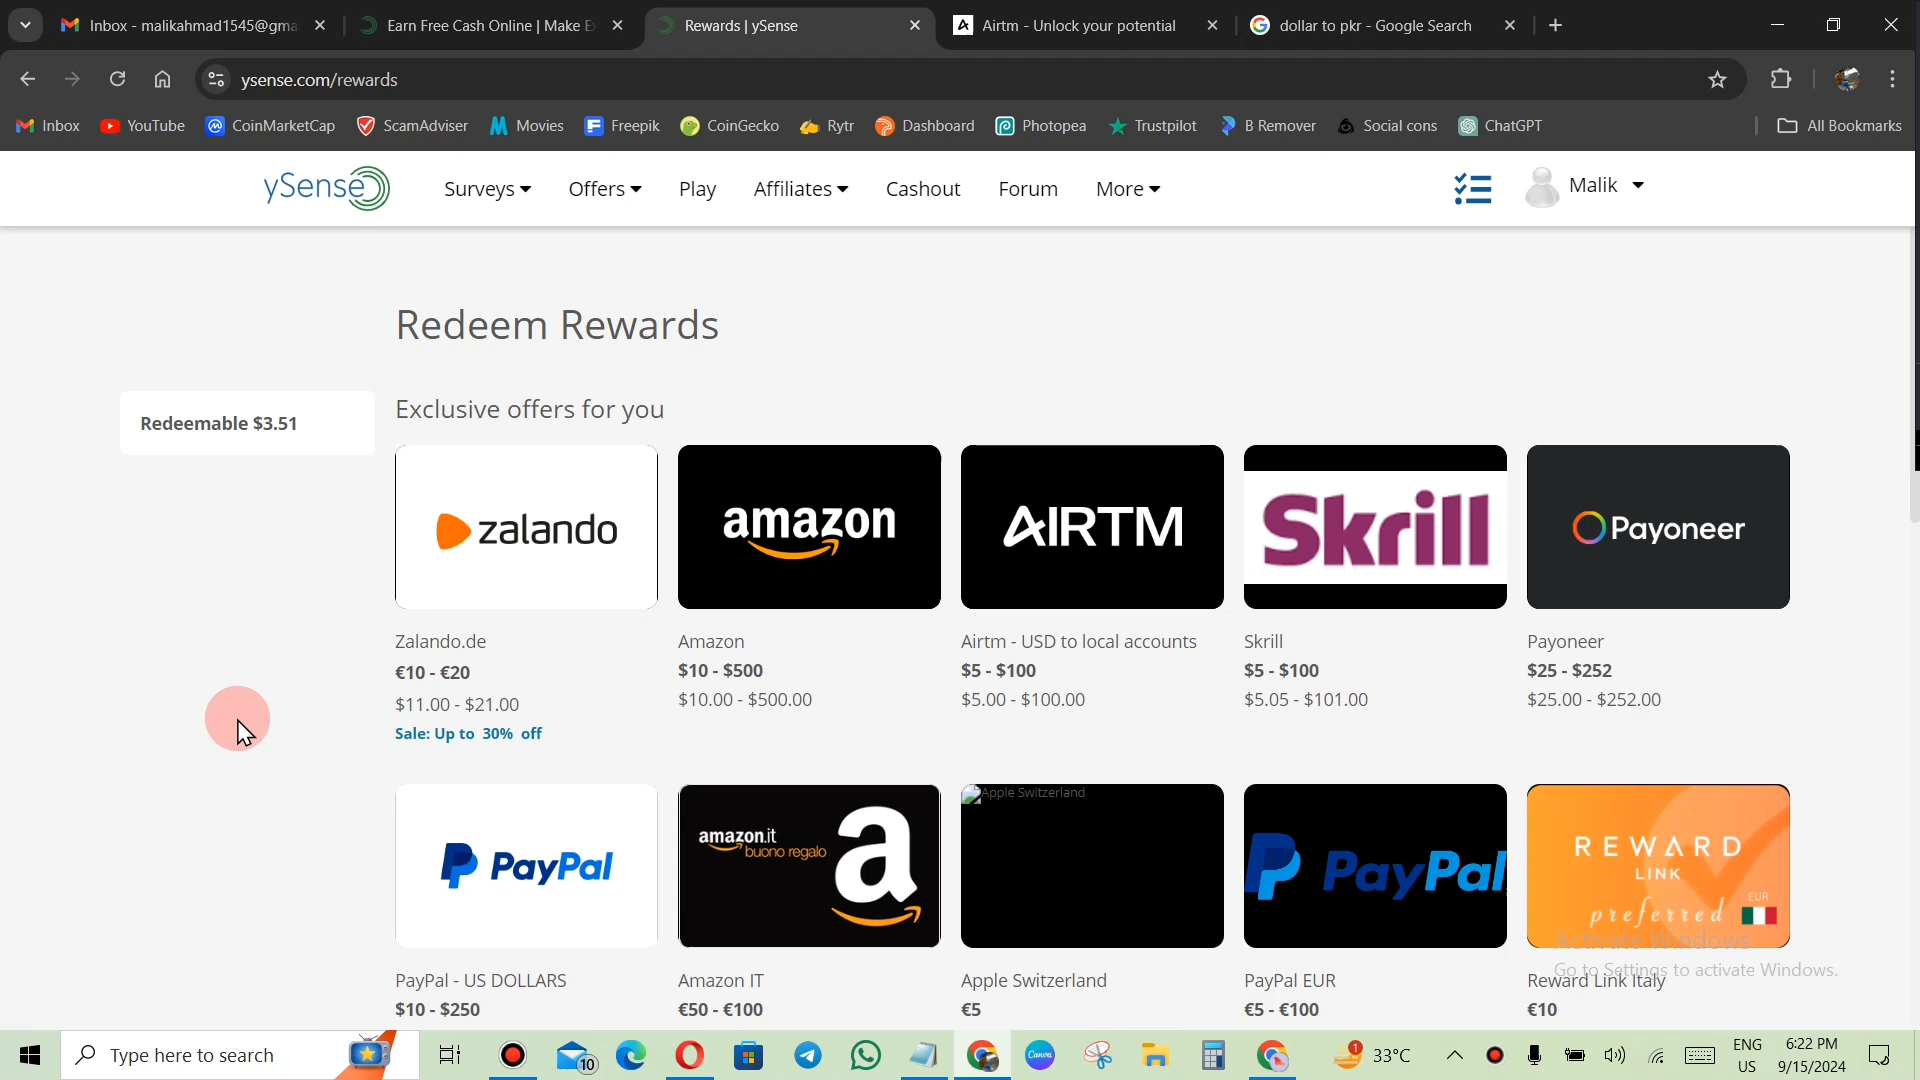 Inbox - malikahmad1545@gma
Earn Free Cash Online | Make E
Rewards | ySense
Airtm - Unlock your potential
dollar to pkr - Google Search
ysense.com/rewards
Inbox
YouTube
CoinMarketCap
ScamAdviser
Movies
Freepik
CoinGecko
Rytr
Dashboard
Photopea
Trustpilot
B Remover
Social cons
ChatGPT
All Bookmarks
ySense
Surveys
Offers
Play
Affiliates
Cashout
Forum
More
Malik
Redeem Rewards
Redeemable $3.51
Exclusive offers for you
zalando
amazon
AIRTM
Skrill
Payoneer
Zalando.de
€10 - €20
$11.00 - $21.00
Sale: Up to 30% off
Amazon
$10 - $500
$10.00 - $500.00
Airtm - USD to local accounts
$5 - $100
$5.00 - $100.00
Skrill
$5 - $100
$5.05 - $101.00
Payoneer
$25 - $252
$25.00 - $252.00
PayPal
amazon.it
buono regalo
Apple Switzerland
PayPal
REWARD
LINK
preferred
EUR
PayPal - US DOLLARS
$10 - $250
Amazon IT
€50 - €100
Apple Switzerland
€5
PayPal EUR
€5 - €100
Reward Link Italy
€10
Activate Windows
Go to Settings to activate Windows.
Type here to search
10
1
33°C
ENG
US
6:22 PM
9/15/2024